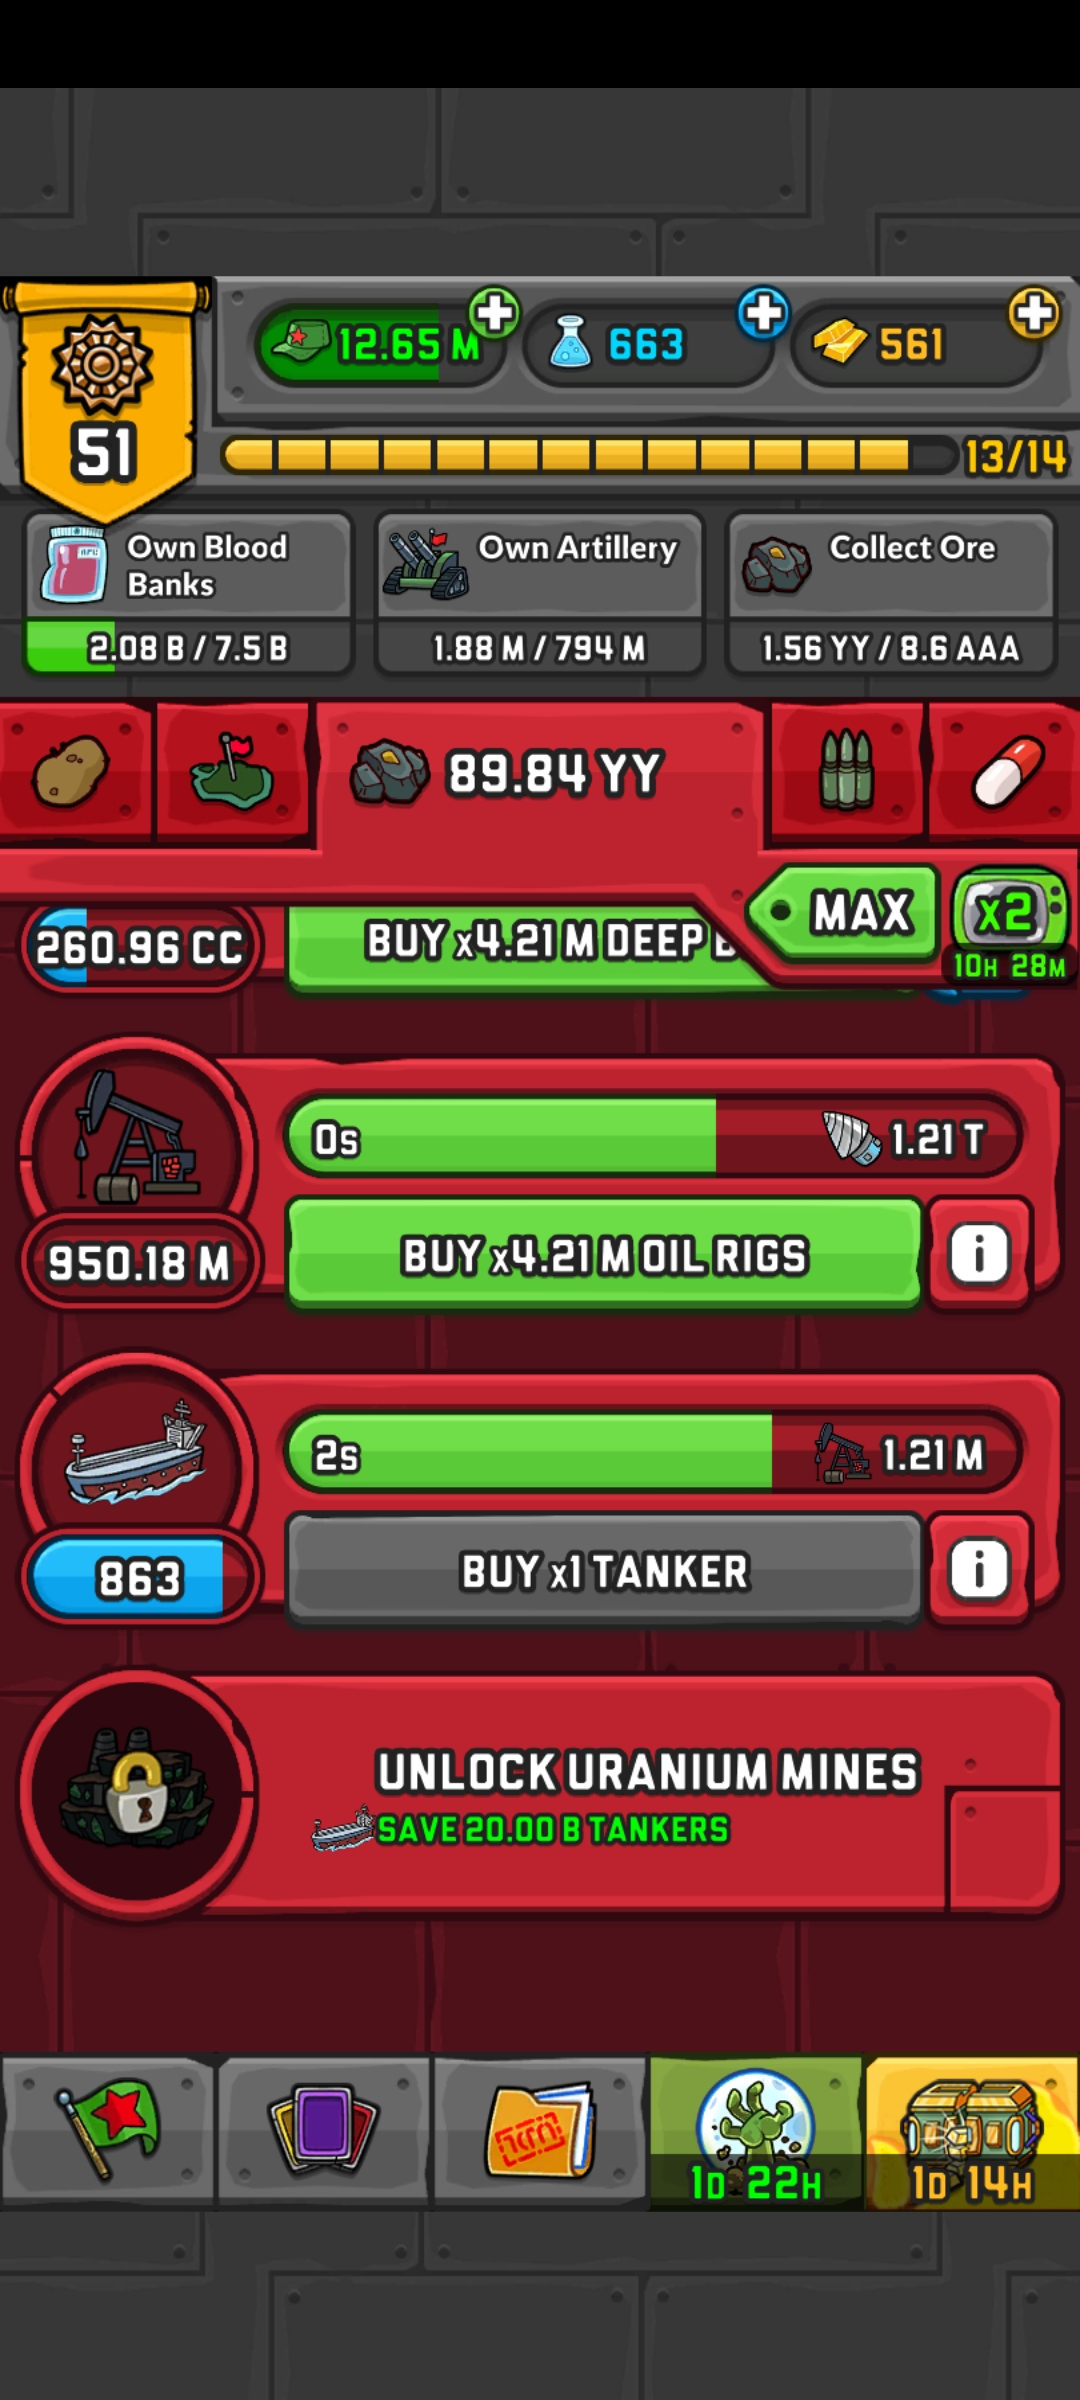 12.65 M
663
561
51
13/14
Own Blood
Banks
2.08 B / 7.5 B
Own Artillery
1.88 M / 794 M
Collect Ore
1.56 YY / 8.6 AAA
89.84 YY
MAX
x2
10H 28M
260.96 CC
BUY x4.21 M DEEP
0s
1.21 T
950.18 M
BUY x4.21 M OIL RIGS
i
2s
1.21 M
863
BUY x1 TANKER
i
UNLOCK URANIUM MINES
SAVE 20.00 B TANKERS
1D 22H
1D 14H